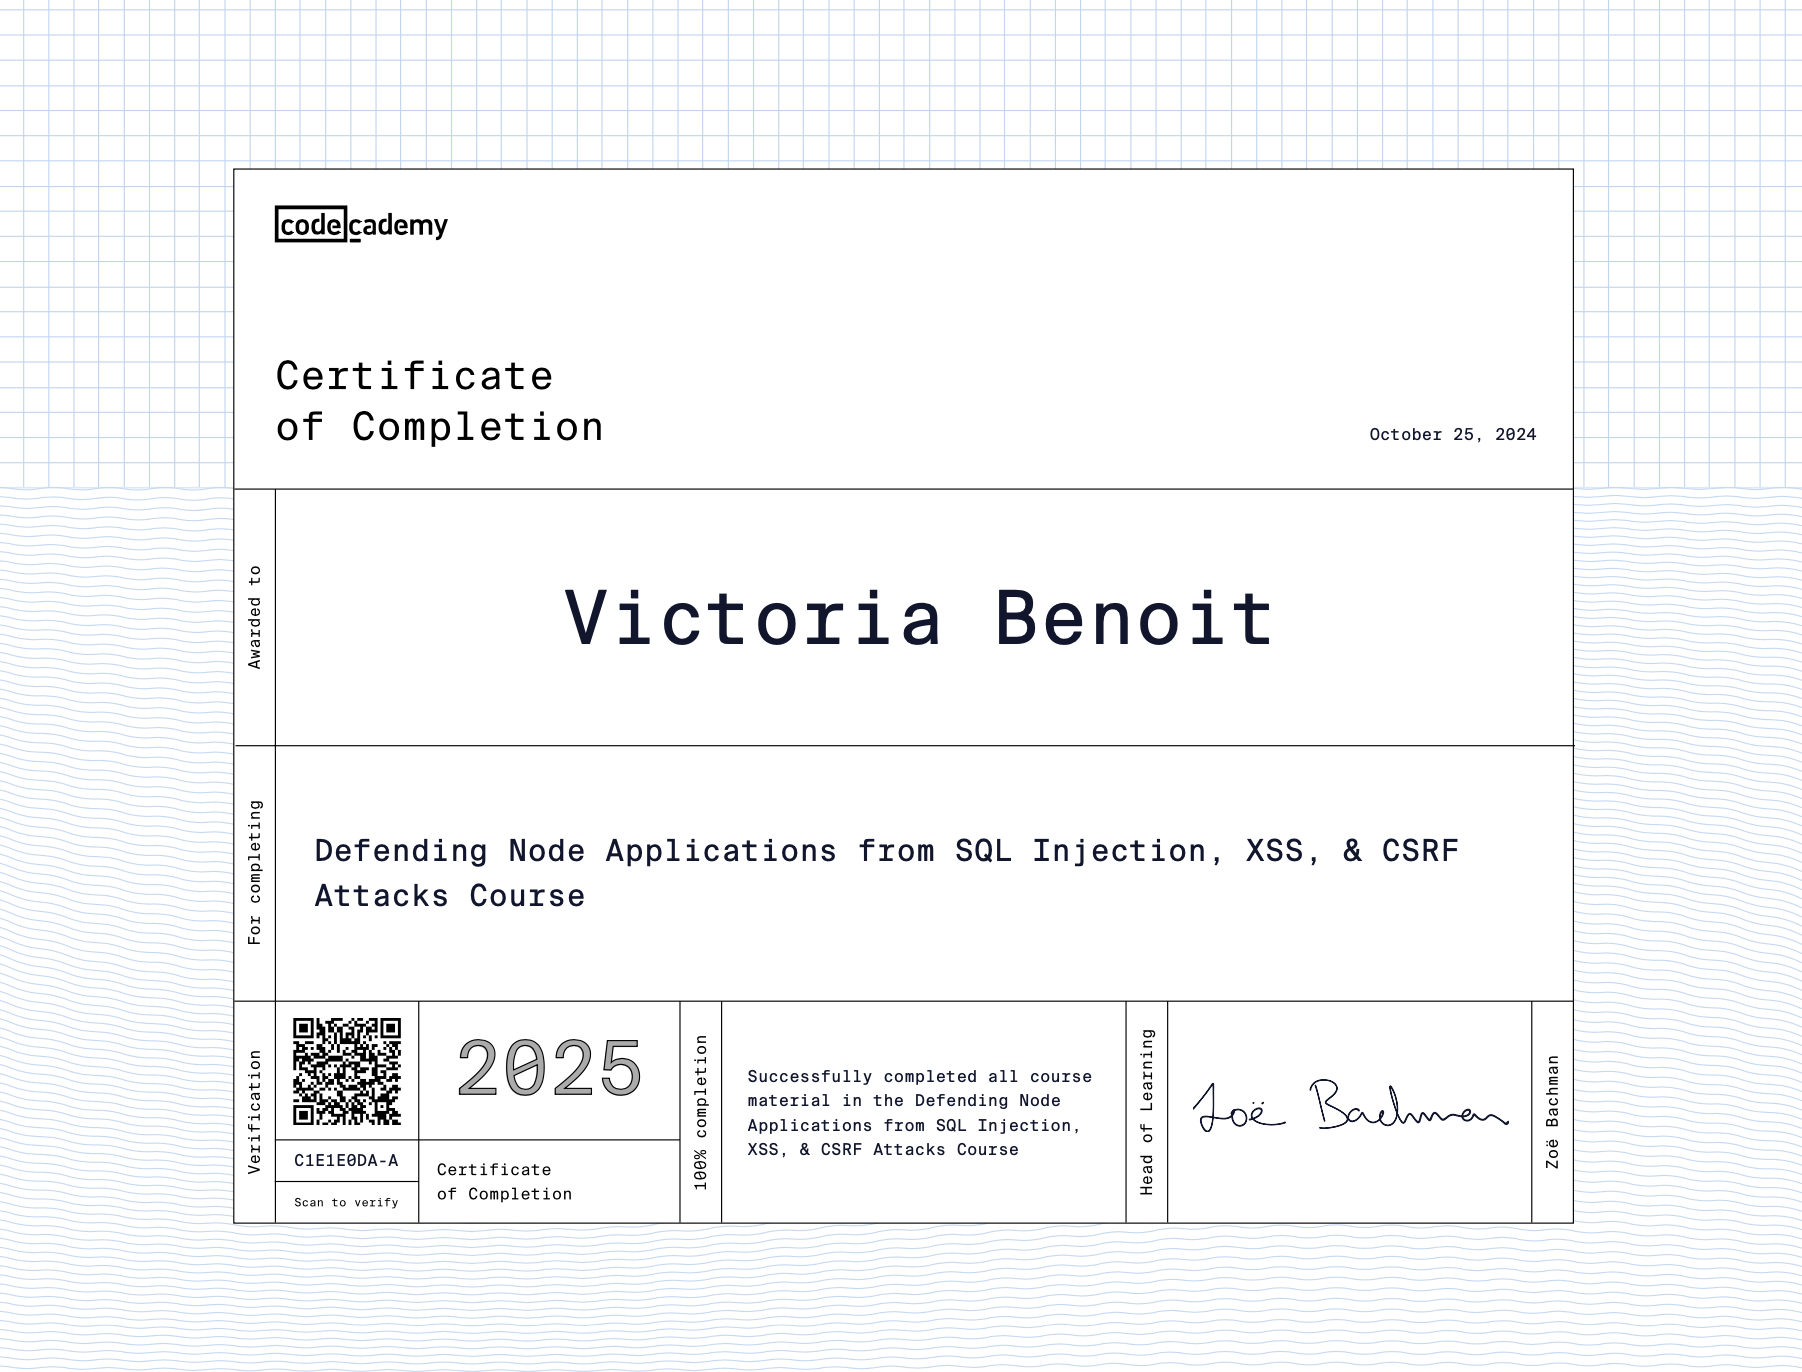 codecademy
Certificate
of Completion
October 25, 2024
Awarded to
Victoria Benoit
For completing
Defending Node Applications from SQL Injection, XSS, & CSRF
Attacks Course
Verification
C1E1E0DA-A
Scan to verify
2025
Certificate
of Completion
100% completion
Successfully completed all course
material in the Defending Node
Applications from SQL Injection,
XSS, & CSRF Attacks Course
Head of Learning
Zoë Bachman
Zoë Bachman